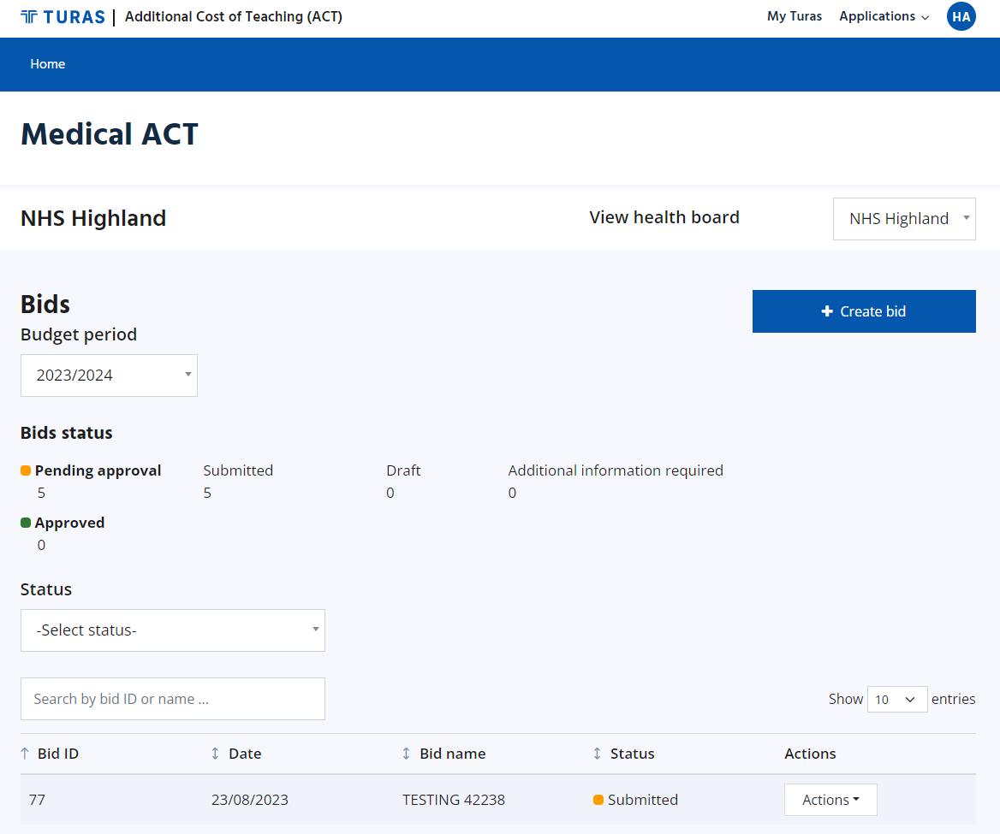 TURAS | Additional Cost of Teaching (ACT) My Turas Applications HA
Home
Medical ACT
NHS Highland View health board NHS Highland
Bids Create bid
Budget period
2023/2024
Bids status
Pending approval Submitted Draft Additional information required
5 5 0 0
Approved
0
Status
-Select status-
Search by bid ID or name ... Show 10 entries
Bid ID Date Bid name Status Actions
77 23/08/2023 TESTING 42238 Submitted Actions